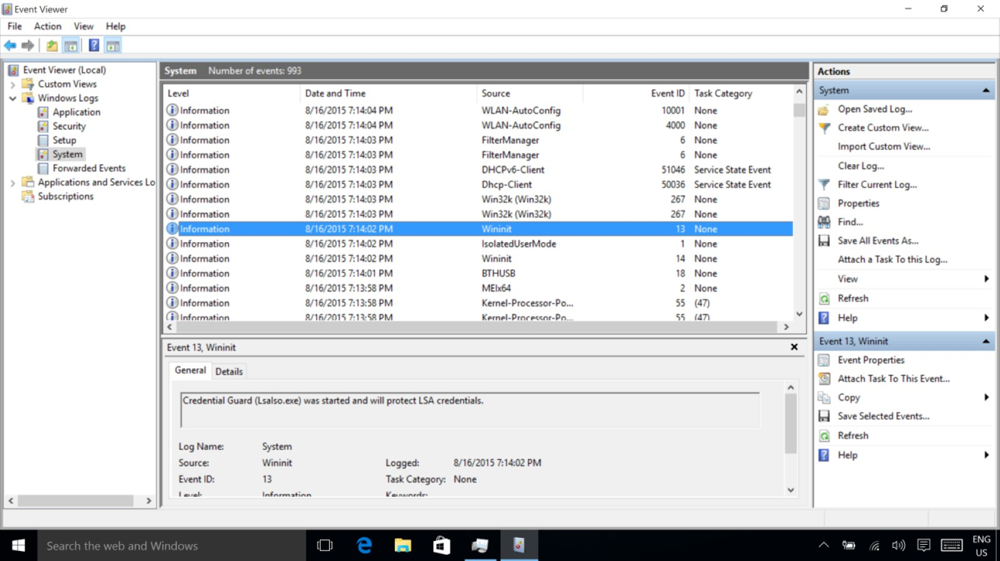 Event Viewer
File Action View Help
Event Viewer (Local)
Custom Views
Windows Logs
Application
Security
Setup
System
Forwarded Events
Applications and Services Lo
Subscriptions
System Number of events: 993
Level Date and Time Source Event ID Task Category
Information 8/16/2015 7:14:04 PM WLAN-AutoConfig 10001 None
Information 8/16/2015 7:14:04 PM WLAN-AutoConfig 4000 None
Information 8/16/2015 7:14:03 PM FilterManager 6 None
Information 8/16/2015 7:14:03 PM FilterManager 6 None
Information 8/16/2015 7:14:03 PM DHCPv6-Client 51046 Service State Event
Information 8/16/2015 7:14:03 PM Dhcp-Client 50036 Service State Event
Information 8/16/2015 7:14:03 PM Win32k (Win32k) 267 None
Information 8/16/2015 7:14:03 PM Win32k (Win32k) 267 None
Information 8/16/2015 7:14:02 PM Wininit 13 None
Information 8/16/2015 7:14:02 PM IsolatedUserMode 1 None
Information 8/16/2015 7:14:02 PM Wininit 14 None
Information 8/16/2015 7:14:01 PM BTHUSB 18 None
Information 8/16/2015 7:13:58 PM MEIx64 2 None
Information 8/16/2015 7:13:58 PM Kernel-Processor-Po... 55 (47)
Information 8/16/2015 7:13:58 PM Kernel-Processor-Po... 55 (47)
Event 13, Wininit
General Details
Credential Guard (LsaIso.exe) was started and will protect LSA credentials.
Log Name: System
Source: Wininit Logged: 8/16/2015 7:14:02 PM
Event ID: 13 Task Category: None
Level: Information Keywords:
Actions
System
Open Saved Log...
Create Custom View...
Import Custom View...
Clear Log...
Filter Current Log...
Properties
Find...
Save All Events As...
Attach a Task To this Log...
View
Refresh
Help
Event 13, Wininit
Event Properties
Attach Task To This Event...
Copy
Save Selected Events...
Refresh
Help
Search the web and Windows
ENG
US